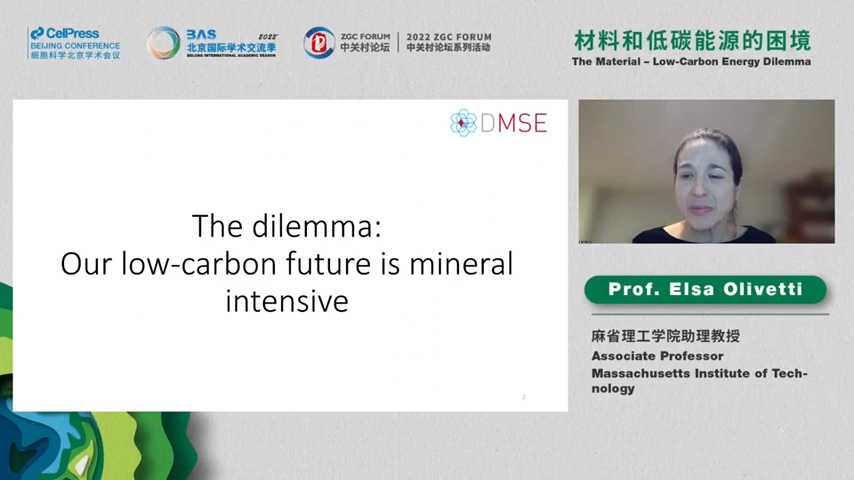 CellPress
BEIJING CONFERENCE
细胞科学北京学术会议
BAS 2022
北京国际学术交流季
BEIJING INTERNATIONAL ACADEMIC SEASON
ZGC FORUM
中关村论坛
2022 ZGC FORUM
中关村论坛系列活动
材料和低碳能源的困境
The Material – Low-Carbon Energy Dilemma
DMSE
The dilemma:
Our low-carbon future is mineral
intensive
2
Prof. Elsa Olivetti
麻省理工学院助理教授
Associate Professor
Massachusetts Institute of Tech-
nology